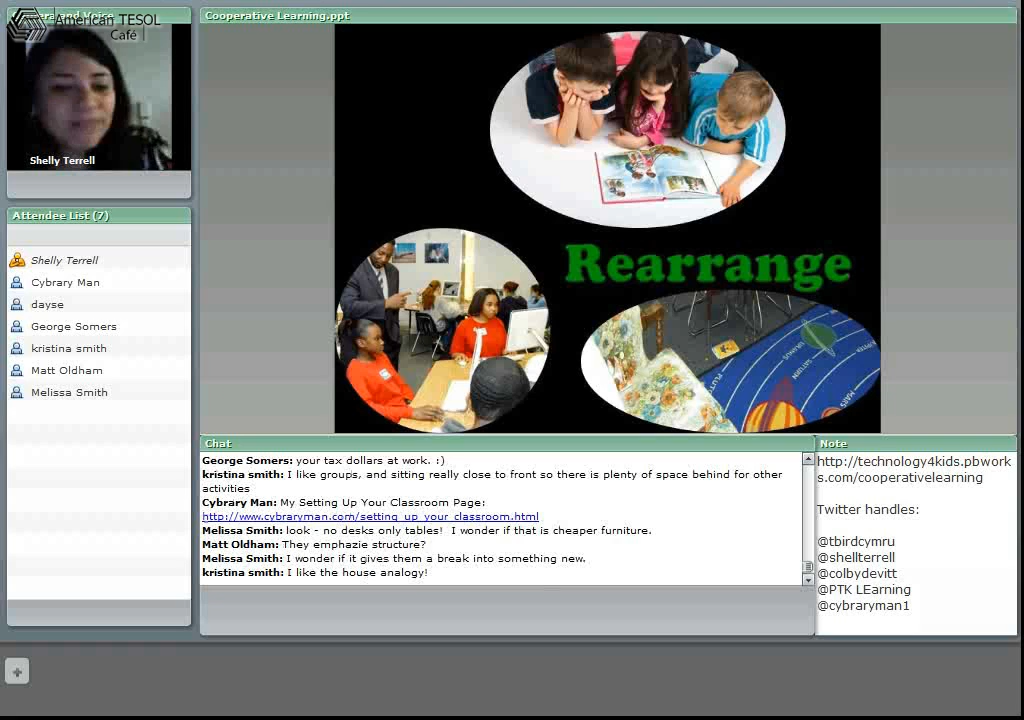 American TESOL
Café
Shelly Terrell
Attendee List (7)
Shelly Terrell
Cybrary Man
dayse
George Somers
kristina smith
Matt Oldham
Melissa Smith
Cooperative Learning.ppt
Rearrange
PLUTO
URANUS
SATURN
JUPITER
MARS
Chat
George Somers: your tax dollars at work. :)
kristina smith: I like groups, and sitting really close to front so there is plenty of space behind for other
activities
Cybrary Man: My Setting Up Your Classroom Page:
http://www.cybraryman.com/setting_up_your_classroom.html
Melissa Smith: look - no desks only tables!  I wonder if that is cheaper furniture.
Matt Oldham: They emphazie structure?
Melissa Smith: I wonder if it gives them a break into something new.
kristina smith: I like the house analogy!
Note
http://technology4kids.pbwork
s.com/cooperativelearning
Twitter handles:
@tbirdcymru
@shellterrell
@colbydevitt
@PTK LEarning
@cybraryman1